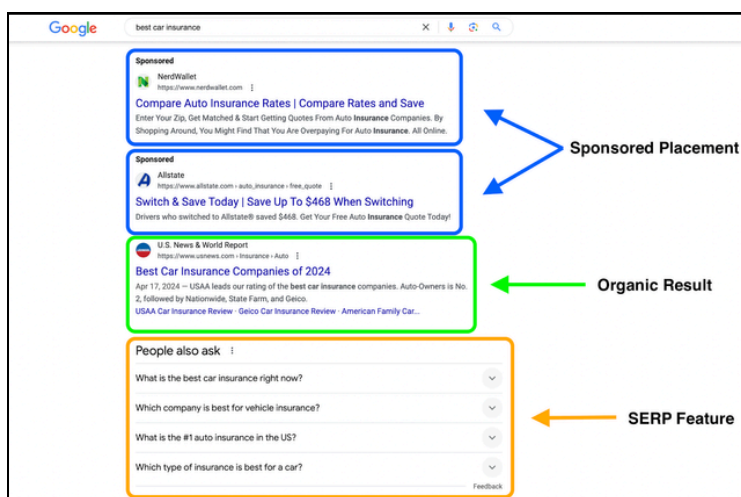 Google
best car insurance
Sponsored
NerdWallet
https://www.nerdwallet.com
Compare Auto Insurance Rates | Compare Rates and Save
Enter Your Zip, Get Matched & Start Getting Quotes From Auto Insurance Companies. By
Shopping Around, You Might Find That You Are Overpaying For Auto Insurance. All Online.
Sponsored Placement
Sponsored
Allstate
https://www.allstate.com › auto_insurance › free_quote
Switch & Save Today | Save Up To $468 When Switching
Drivers who switched to Allstate® saved $468. Get Your Free Auto Insurance Quote Today!
U.S. News & World Report
https://www.usnews.com › Insurance › Auto
Best Car Insurance Companies of 2024
Apr 17, 2024 — USAA leads our rating of the best car insurance companies. Auto-Owners is No.
2, followed by Nationwide, State Farm, and Geico.
USAA Car Insurance Review · Geico Car Insurance Review · American Family Car...
Organic Result
People also ask
What is the best car insurance right now?
Which company is best for vehicle insurance?
What is the #1 auto insurance in the US?
Which type of insurance is best for a car?
Feedback
SERP Feature